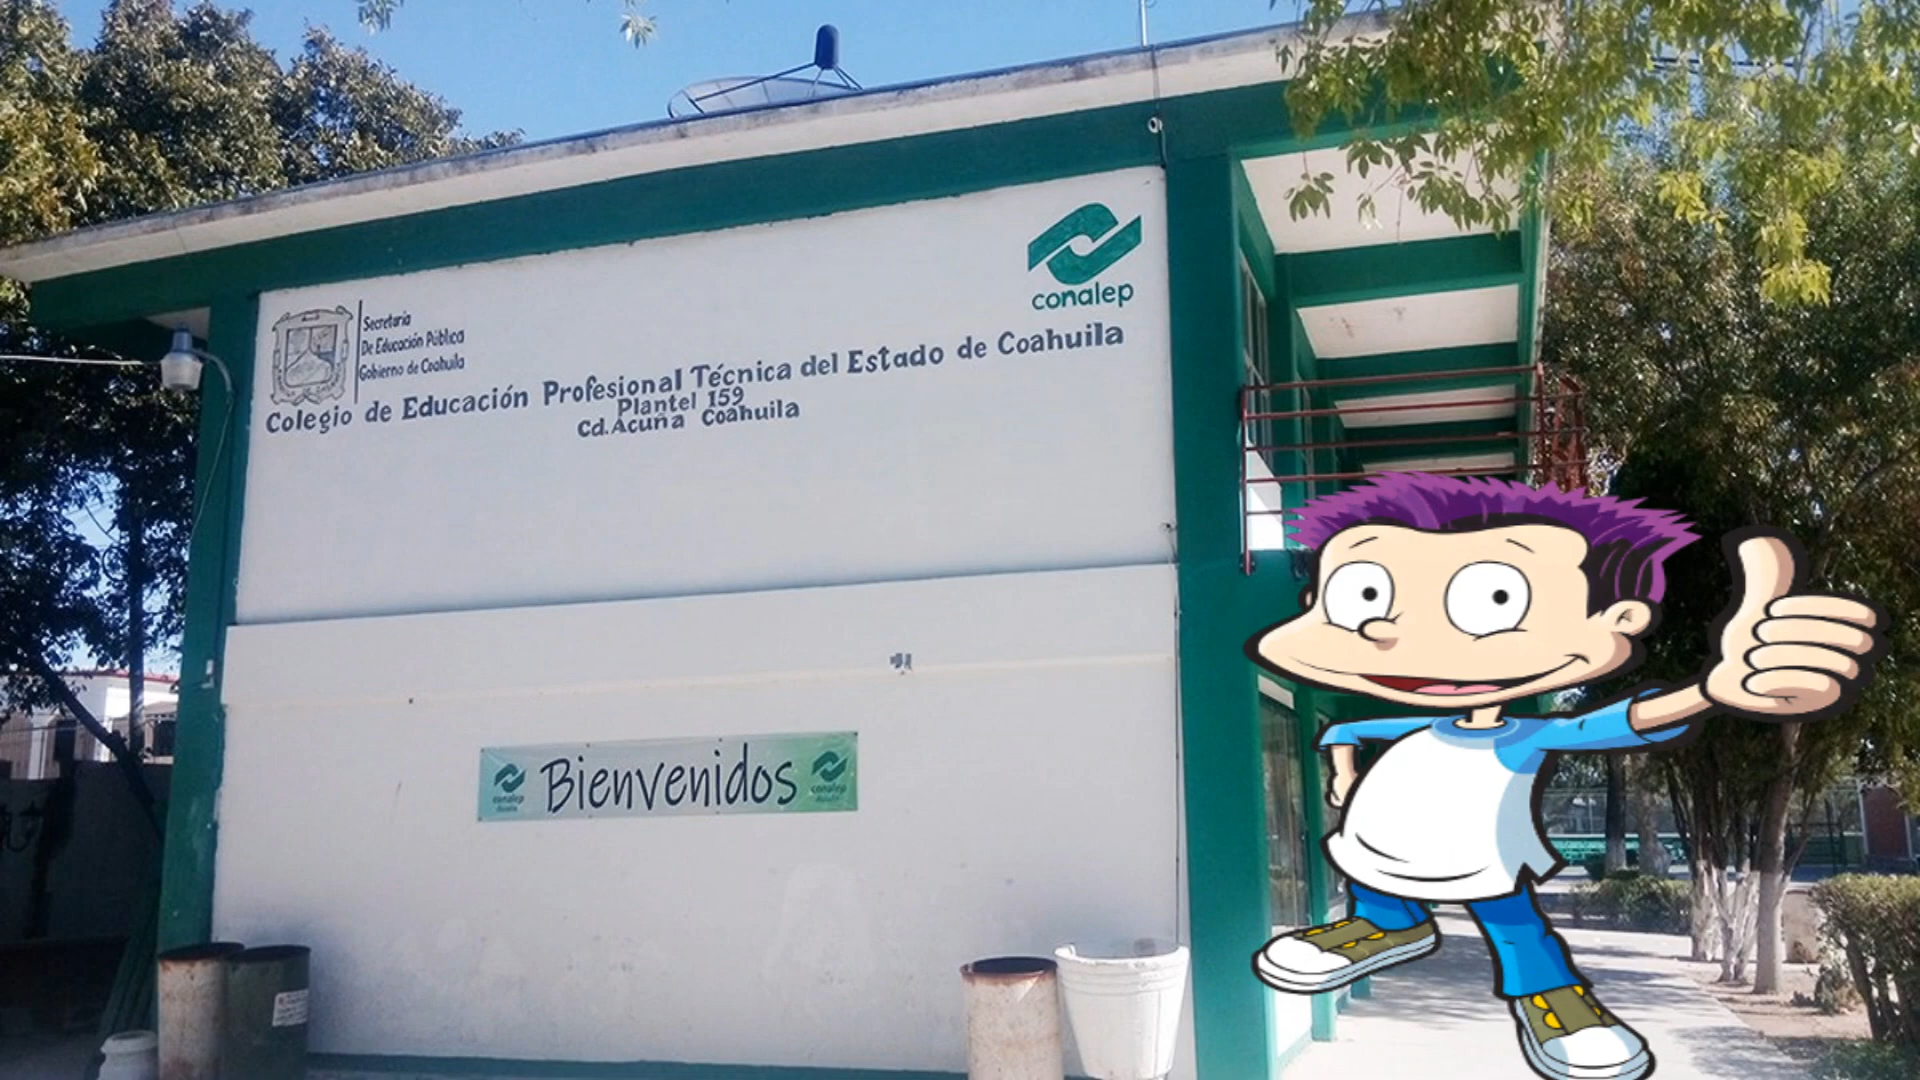 Secretaría
De Educación Pública
Gobierno de Coahuila
conalep
Colegio de Educación Profesional Técnica del Estado de Coahuila
Plantel 159
Cd. Acuña Coahuila
conalep
Bienvenidos
conalep